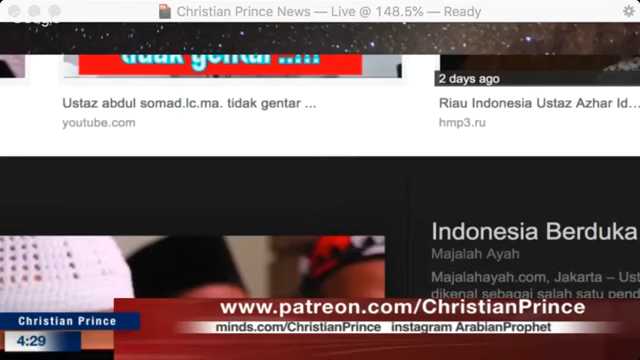 Christian Prince News — Live @ 148.5% — Ready
Google
tidak gentar .....
2 days ago
Ustaz abdul somad.lc.ma. tidak gentar ...
youtube.com
Riau Indonesia Ustaz Azhar Id...
hmp3.ru
Indonesia Berduka
Majalah Ayah
Majalahayah.com, Jakarta – Ust
dikenal sebagai salah satu pend
www.patreon.com/ChristianPrince
minds.com/ChristianPrince instagram ArabianProphet
Christian Prince
4:29